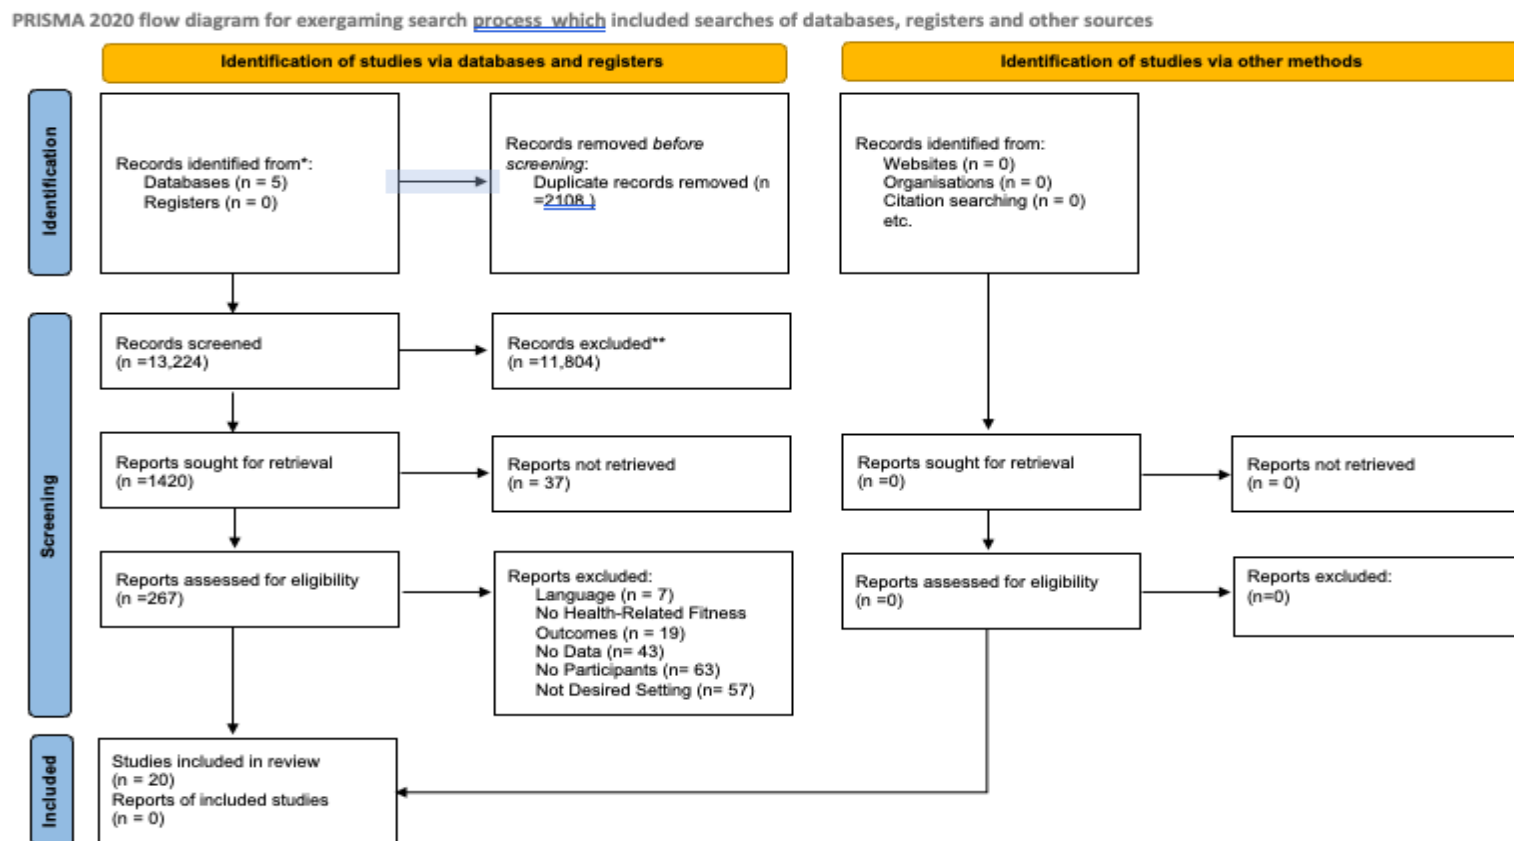 PRISMA 2020 flow diagram for exergaming search process which included searches of databases, registers and other sources
Identification of studies via databases and registers
Identification of studies via other methods
Identification
Records identified from*:
Databases (n = 5)
Registers (n = 0)
Records removed before
screening:
Duplicate records removed (n
=2108 )
Records identified from:
Websites (n = 0)
Organisations (n = 0)
Citation searching (n = 0)
etc.
Screening
Records screened
(n =13,224)
Records excluded**
(n =11,804)
Reports sought for retrieval
(n =1420)
Reports not retrieved
(n = 37)
Reports sought for retrieval
(n =0)
Reports not retrieved
(n = 0)
Reports assessed for eligibility
(n =267)
Reports excluded:
Language (n = 7)
No Health-Related Fitness
Outcomes (n = 19)
No Data (n= 43)
No Participants (n= 63)
Not Desired Setting (n= 57)
Reports assessed for eligibility
(n =0)
Reports excluded:
(n=0)
Included
Studies included in review
(n = 20)
Reports of included studies
(n = 0)